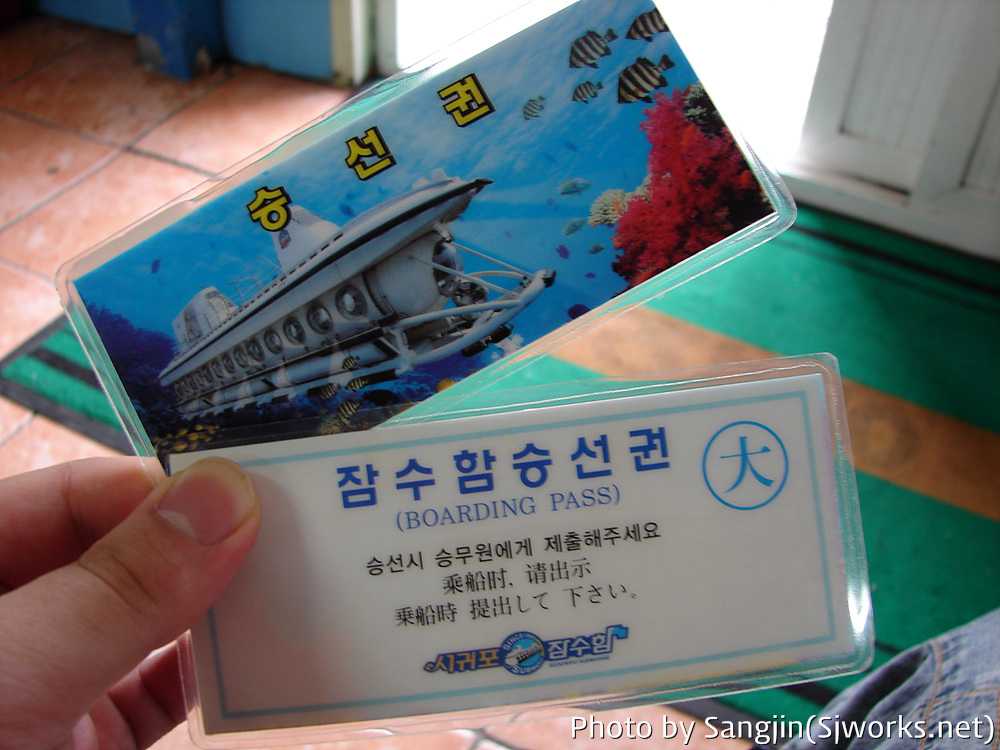 승선권
잠수함승선권
大
(BOARDING PASS)
승선시 승무원에게 제출해주세요
乘船时, 请出示
乗船時 提出して 下さい。
서귀포 잠수함
Photo by Sangjin(Sjworks.net)